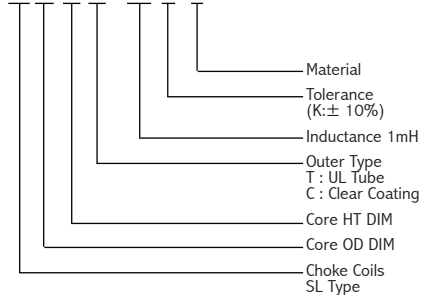 Material
Tolerance
(K:± 10%)
Inductance 1mH
Outer Type
T : UL Tube
C : Clear Coating
Core HT DIM
Core OD DIM
Choke Coils
SL Type